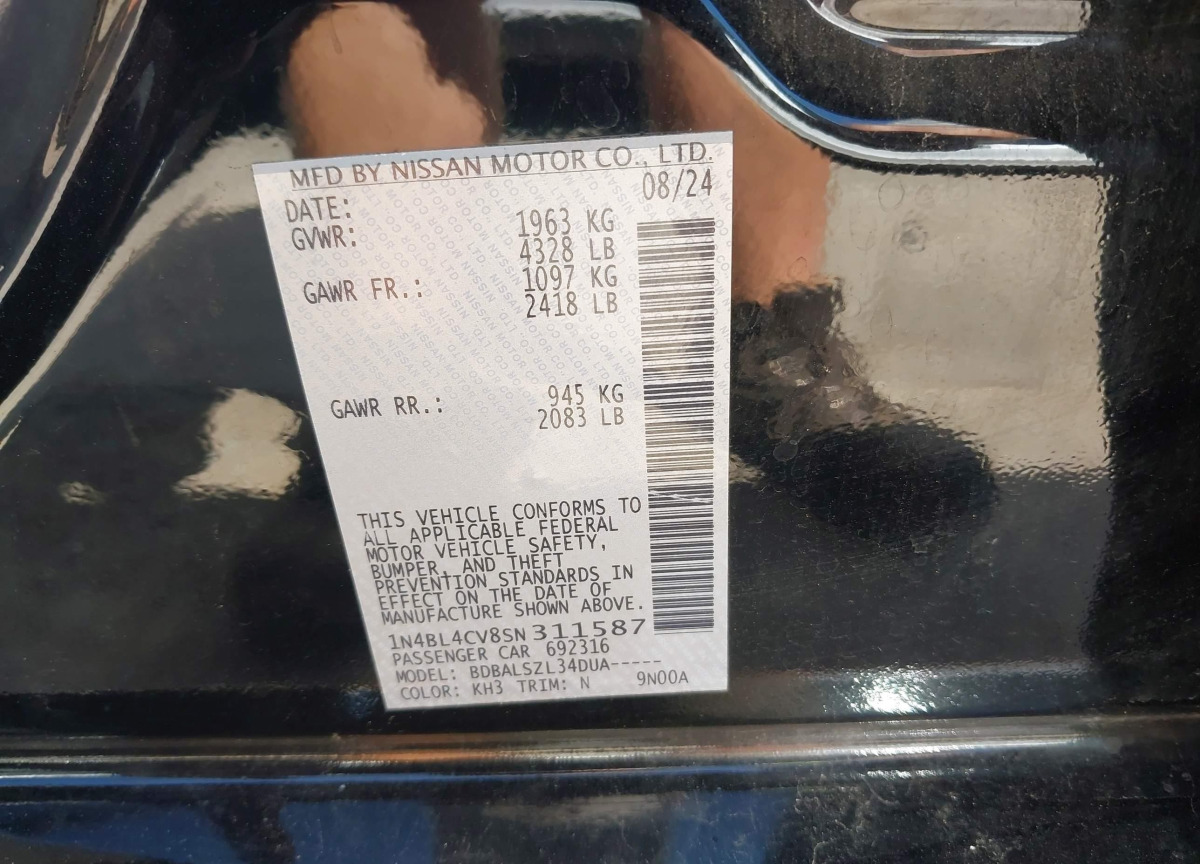 MFD BY NISSAN MOTOR CO., LTD.
DATE: 08/24
GVWR: 1963 KG
4328 LB
GAWR FR.: 1097 KG
2418 LB
GAWR RR.: 945 KG
2083 LB
THIS VEHICLE CONFORMS TO
ALL APPLICABLE FEDERAL
MOTOR VEHICLE SAFETY,
BUMPER, AND THEFT
PREVENTION STANDARDS IN
EFFECT ON THE DATE OF
MANUFACTURE SHOWN ABOVE.
1N4BL4CV8SN311587
PASSENGER CAR 692316
MODEL: BDBALSZL34DUA-----
COLOR: KH3 TRIM: N 9N00A